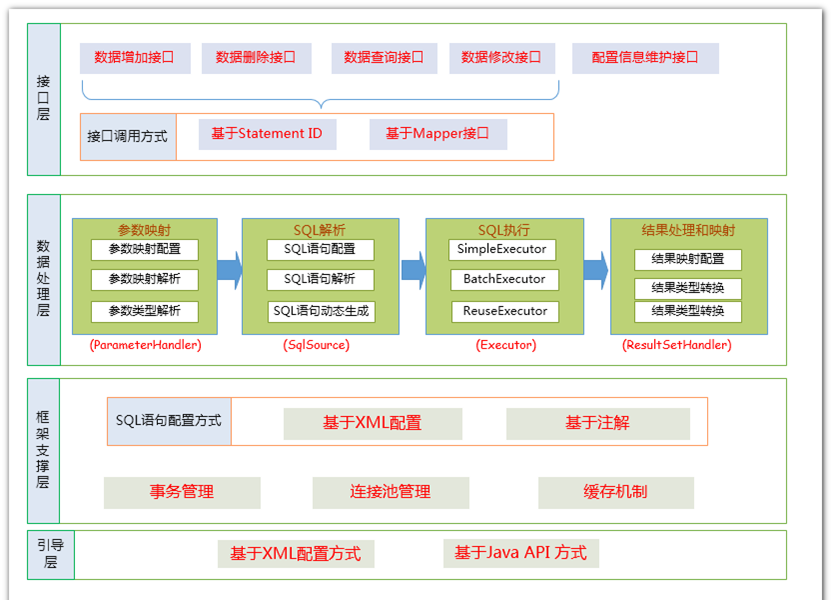 接口层
数据增加接口
数据删除接口
数据查询接口
数据修改接口
配置信息维护接口
接口调用方式
基于Statement ID
基于Mapper接口
数据处理层
参数映射
参数映射配置
参数映射解析
参数类型解析
(ParameterHandler)
SQL解析
SQL语句配置
SQL语句解析
SQL语句动态生成
(SqlSource)
SQL执行
SimpleExecutor
BatchExecutor
ReuseExecutor
(Executor)
结果处理和映射
结果映射配置
结果类型转换
结果类型转换
(ResultSetHandler)
框架支撑层
SQL语句配置方式
基于XML配置
基于注解
事务管理
连接池管理
缓存机制
引导
层
基于XML配置方式
基于Java API 方式